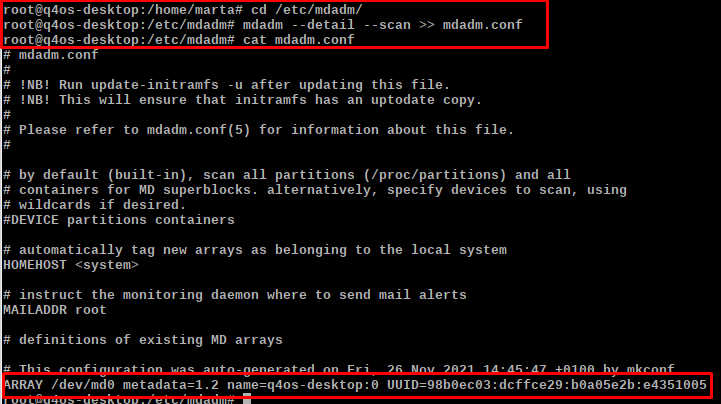 root@q4os-desktop:/home/marta# cd /etc/mdadm/
root@q4os-desktop:/etc/mdadm# mdadm --detail --scan >> mdadm.conf
root@q4os-desktop:/etc/mdadm# cat mdadm.conf
# mdadm.conf
#
# !NB! Run update-initramfs -u after updating this file.
# !NB! This will ensure that initramfs has an uptodate copy.
#
# Please refer to mdadm.conf(5) for information about this file.
#
# by default (built-in), scan all partitions (/proc/partitions) and all
# containers for MD superblocks. alternatively, specify devices to scan, using
# wildcards if desired.
#DEVICE partitions containers
# automatically tag new arrays as belonging to the local system
HOMEHOST <system>
# instruct the monitoring daemon where to send mail alerts
MAILADDR root
# definitions of existing MD arrays
# This configuration was auto-generated on Fri, 26 Nov 2021 14:45:47 +0100 by mkconf
ARRAY /dev/md0 metadata=1.2 name=q4os-desktop:0 UUID=98b0ec03:dcffce29:b0a05e2b:e4351005
root@q4os-desktop:/etc/mdadm#